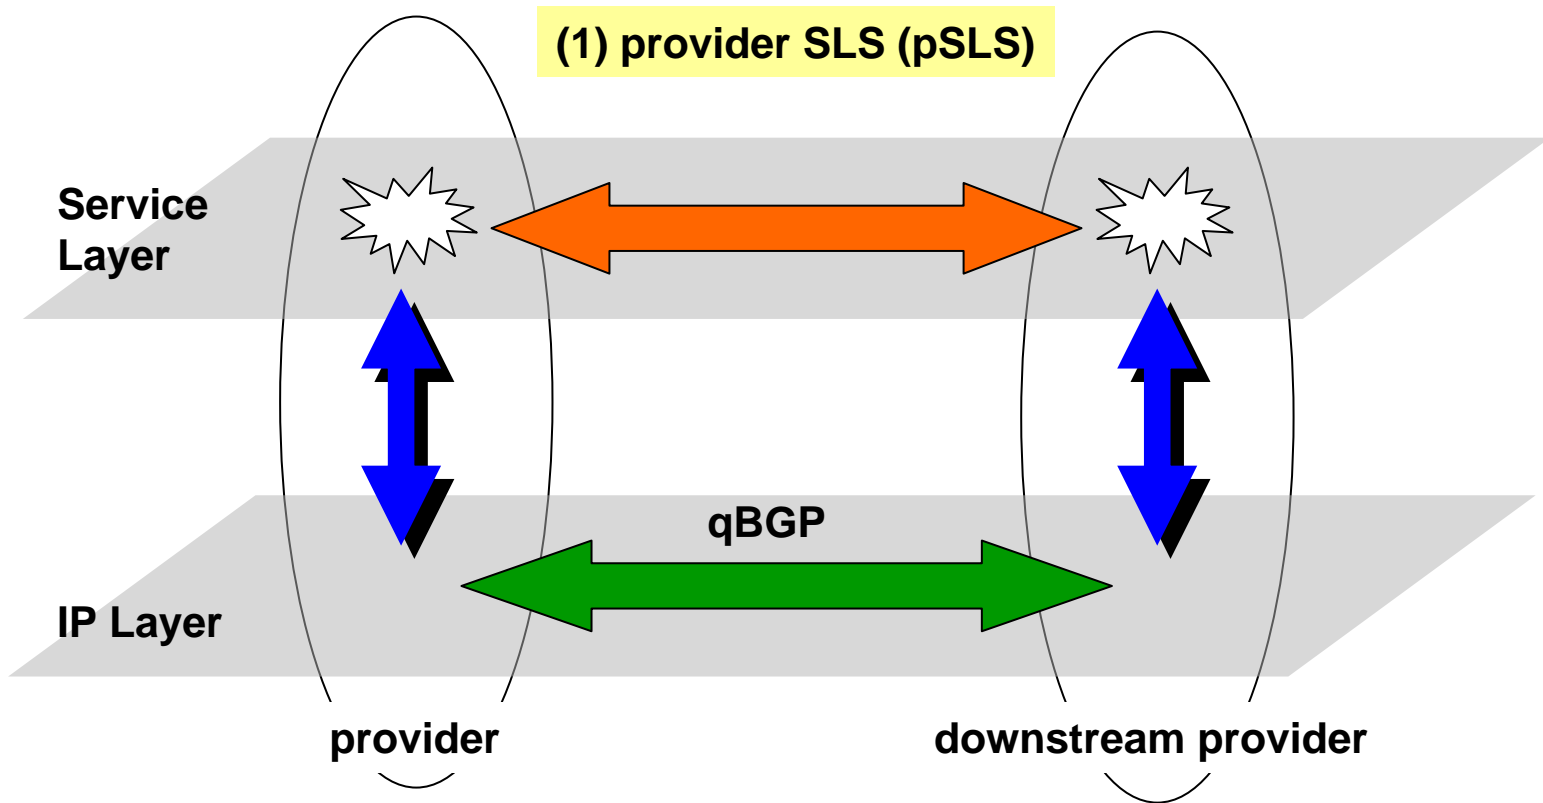 (1) provider SLS (pSLS)
Service
Layer
qBGP
IP Layer
provider
downstream provider